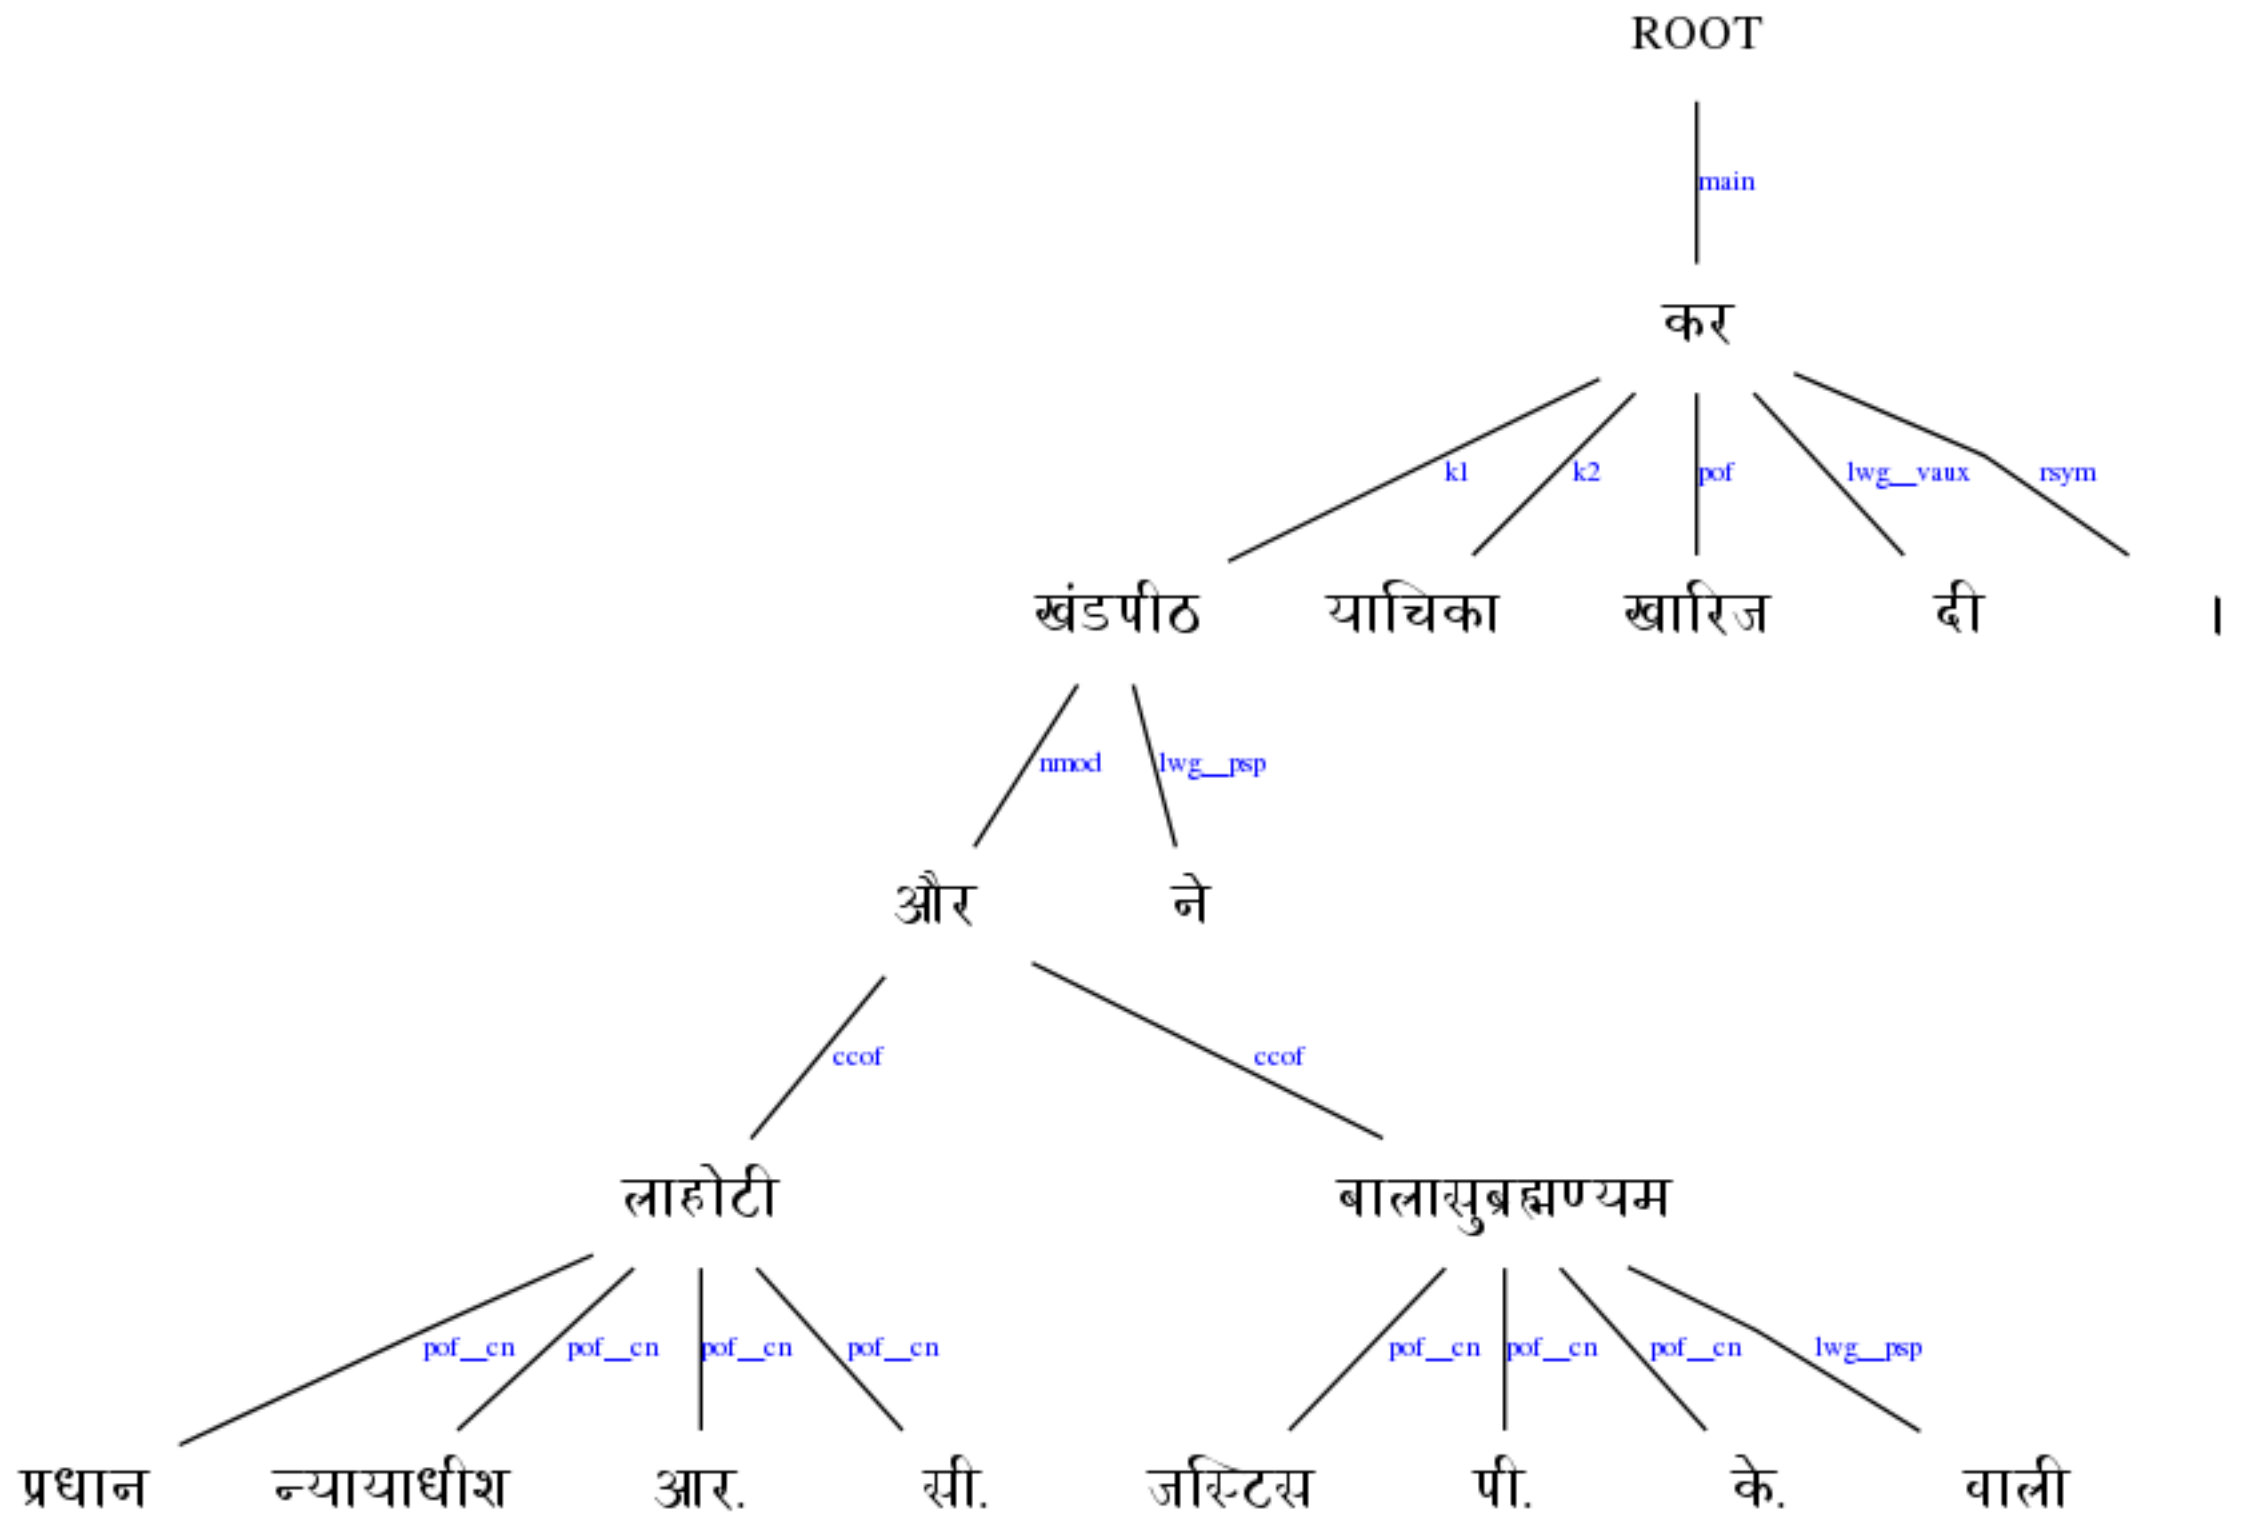 ROOT
main
कर
k1 k2 pof lwg__vaux rsym
खंडपीठ याचिका खारिज दी ।
nmod lwg__psp
और ने
ccof ccof
लाहोटी बालासुब्रह्मण्यम
pof__cn pof__cn pof__cn pof__cn pof__cn pof__cn pof__cn lwg__psp
प्रधान न्यायाधीश आर. सी. जस्टिस पी. के. वाली